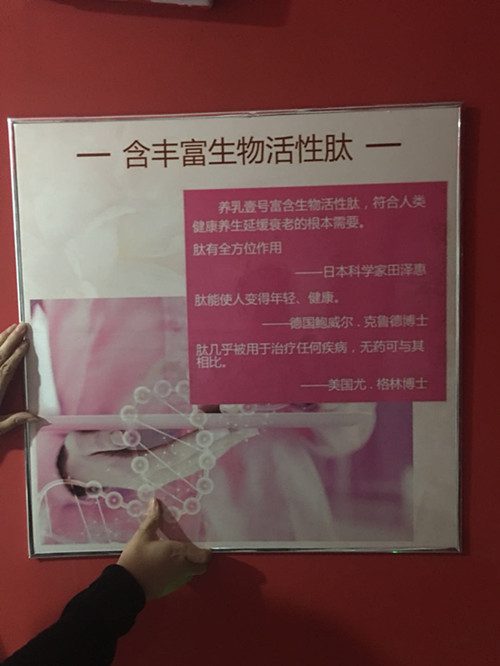 — 含丰富生物活性肽 —
养乳壹号富含生物活性肽，符合人类
健康养生延缓衰老的根本需要。
肽有全方位作用
——日本科学家田泽惠
肽能使人变得年轻、健康。
——德国鲍威尔.克鲁德博士
肽几乎被用于治疗任何疾病，无药可与其
相比。
——美国尤.格林博士